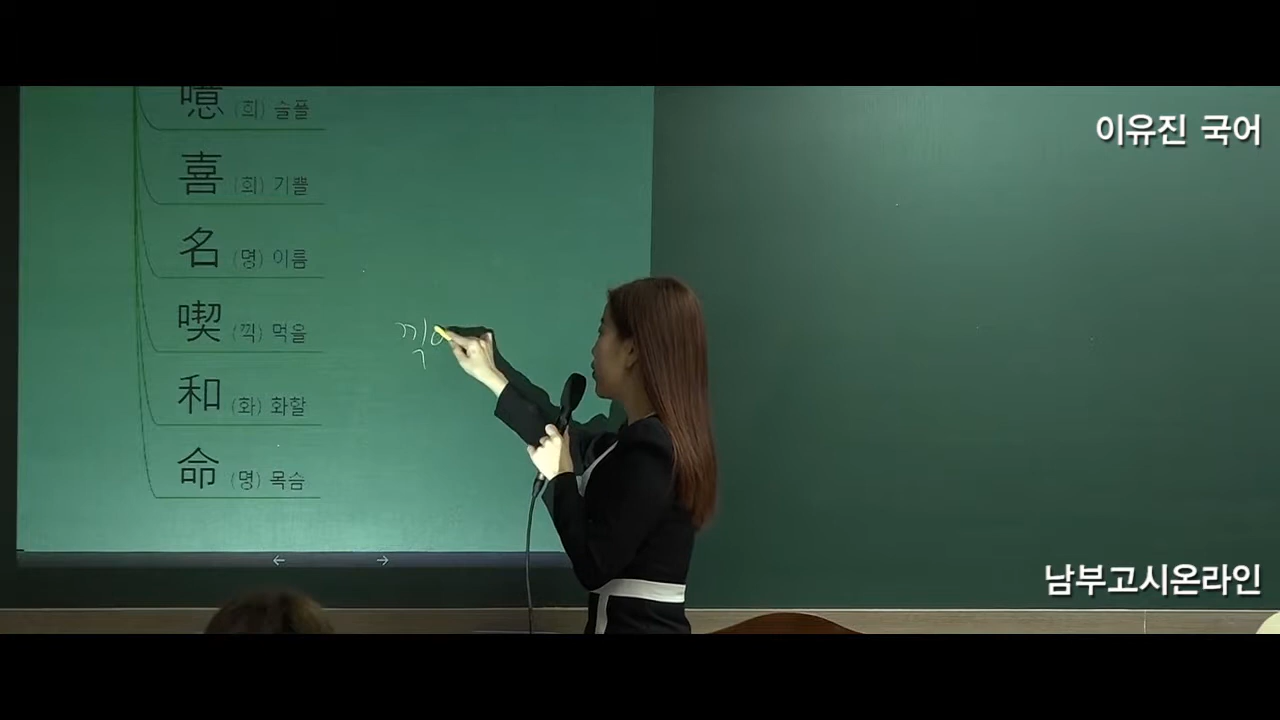 噫 (희) 슬플
이유진 국어
喜 (희) 기쁠
名 (명) 이름
喫 (끽) 먹을
끽
和 (화) 화할
命 (명) 목숨
← →
남부고시온라인